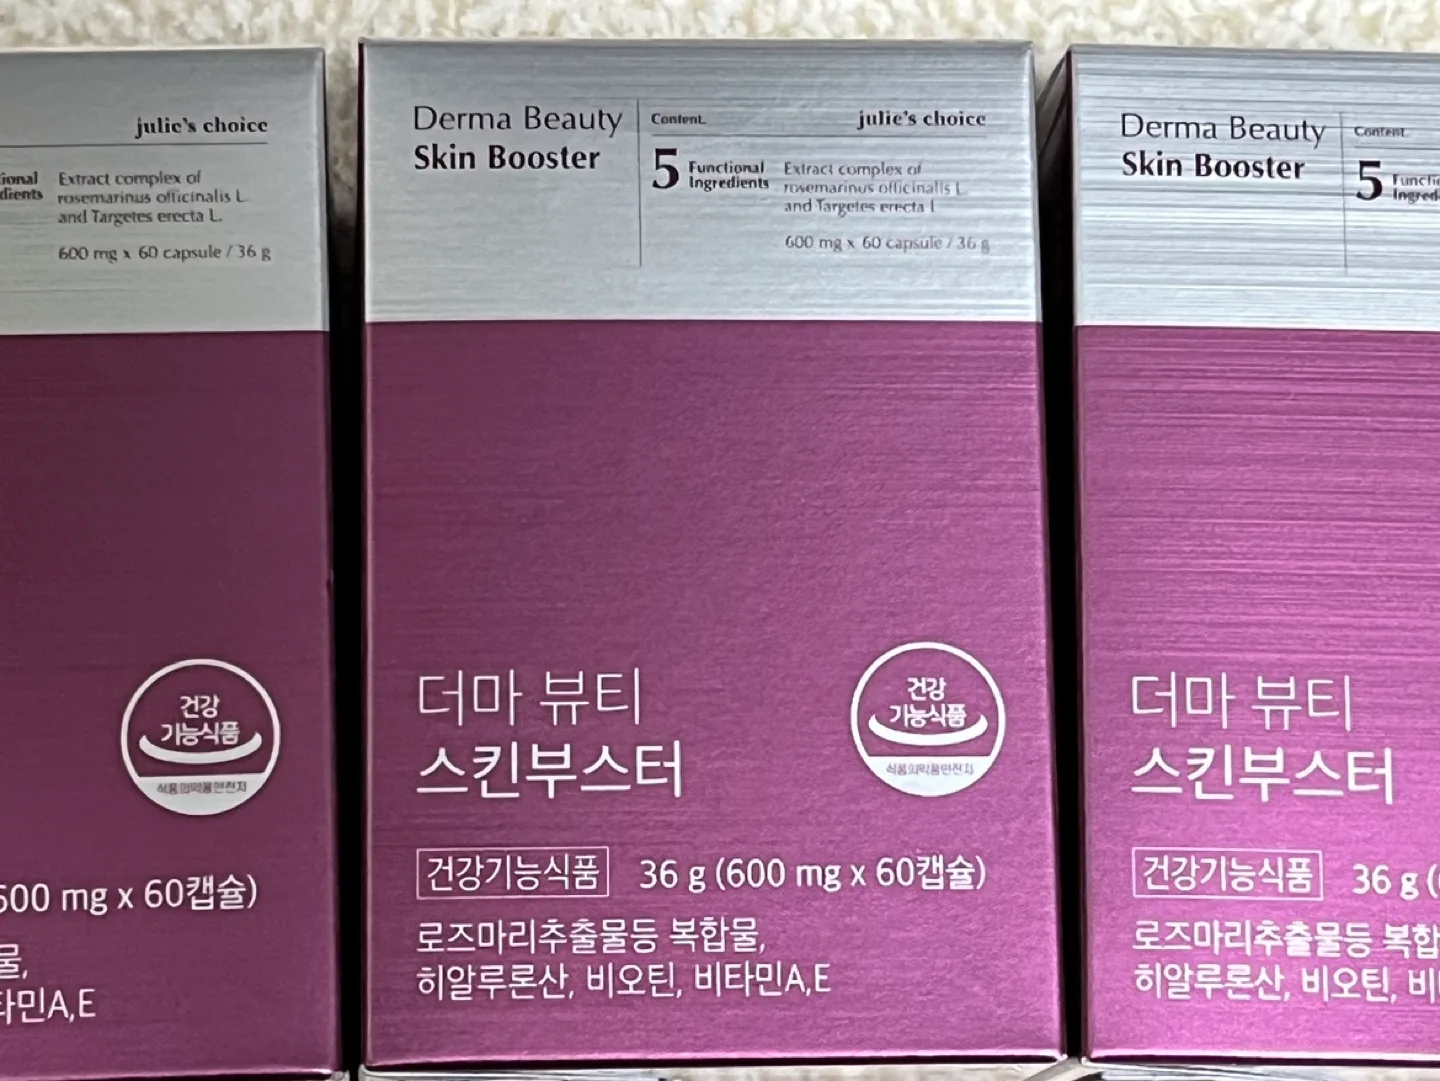 julie's choice
Extract complex of
rosemarinus officinalis L
and Targetes erecta L.
600 mg x 60 capsule / 36 g
건강
기능식품
식품의약품안전처
600 mg x 60캡슐)
물,
타민A,E
Derma Beauty
Skin Booster
Content.
julie's choice
5 Functional
Ingredients
Extract complex of
rosemarinus officinalis L
and Targetes erecta L
600 mg x 60 capsule / 36 g
더마 뷰티
스킨부스터
건강
기능식품
식품의약품안전처
건강기능식품 36 g (600 mg x 60캡슐)
로즈마리추출물등 복합물,
히알루론산, 비오틴, 비타민A,E
Derma Beauty
Skin Booster
Content.
5
더마 뷰티
스킨부스터
건강기능식품 36 g (
로즈마리추출물등 복합
히알루론산, 비오틴, 비